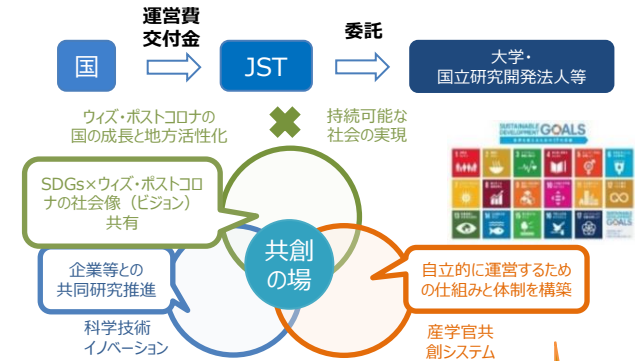 運営費
交付金
委託
国
JST
大学・
国立研究開発法人等
ウィズ・ポストコロナの
国の成長と地方活性化
持続可能な
社会の実現
SUSTAINABLE
DEVELOPMENT GOALS
SDGs×ウィズ・ポストコロ
ナの社会像（ビジョン）
共有
共創
の場
企業等との
共同研究推進
自立的に運営するため
の仕組みと体制を構築
科学技術
イノベーション
産学官共
創システム